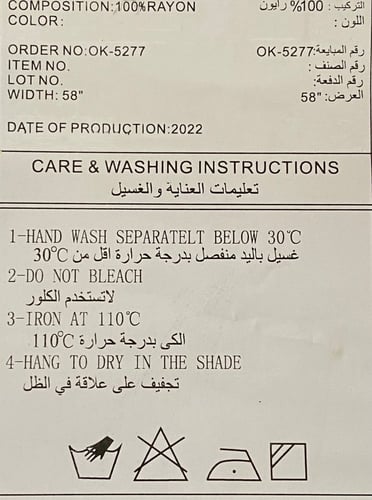 COMPOSITION:100%RAYON التركيب : 100% رايون
COLOR: اللون :
ORDER NO:OK-5277 رقم المبايعة:OK-5277
ITEM NO. رقم الصنف :
LOT NO. رقم الدفعة:
WIDTH: 58" العرض: "58
DATE OF PRODUCTION:2022
CARE & WASHING INSTRUCTIONS
تعليمات العناية والغسيل
1-HAND WASH SEPARATELT BELOW 30℃
غسيل باليد منفصل بدرجة حرارة اقل من 30℃
2-DO NOT BLEACH
لاتستخدم الكلور
3-IRON AT 110℃
الكى بدرجة حرارة 110℃
4-HANG TO DRY IN THE SHADE
تجفيف على علاقة في الظل